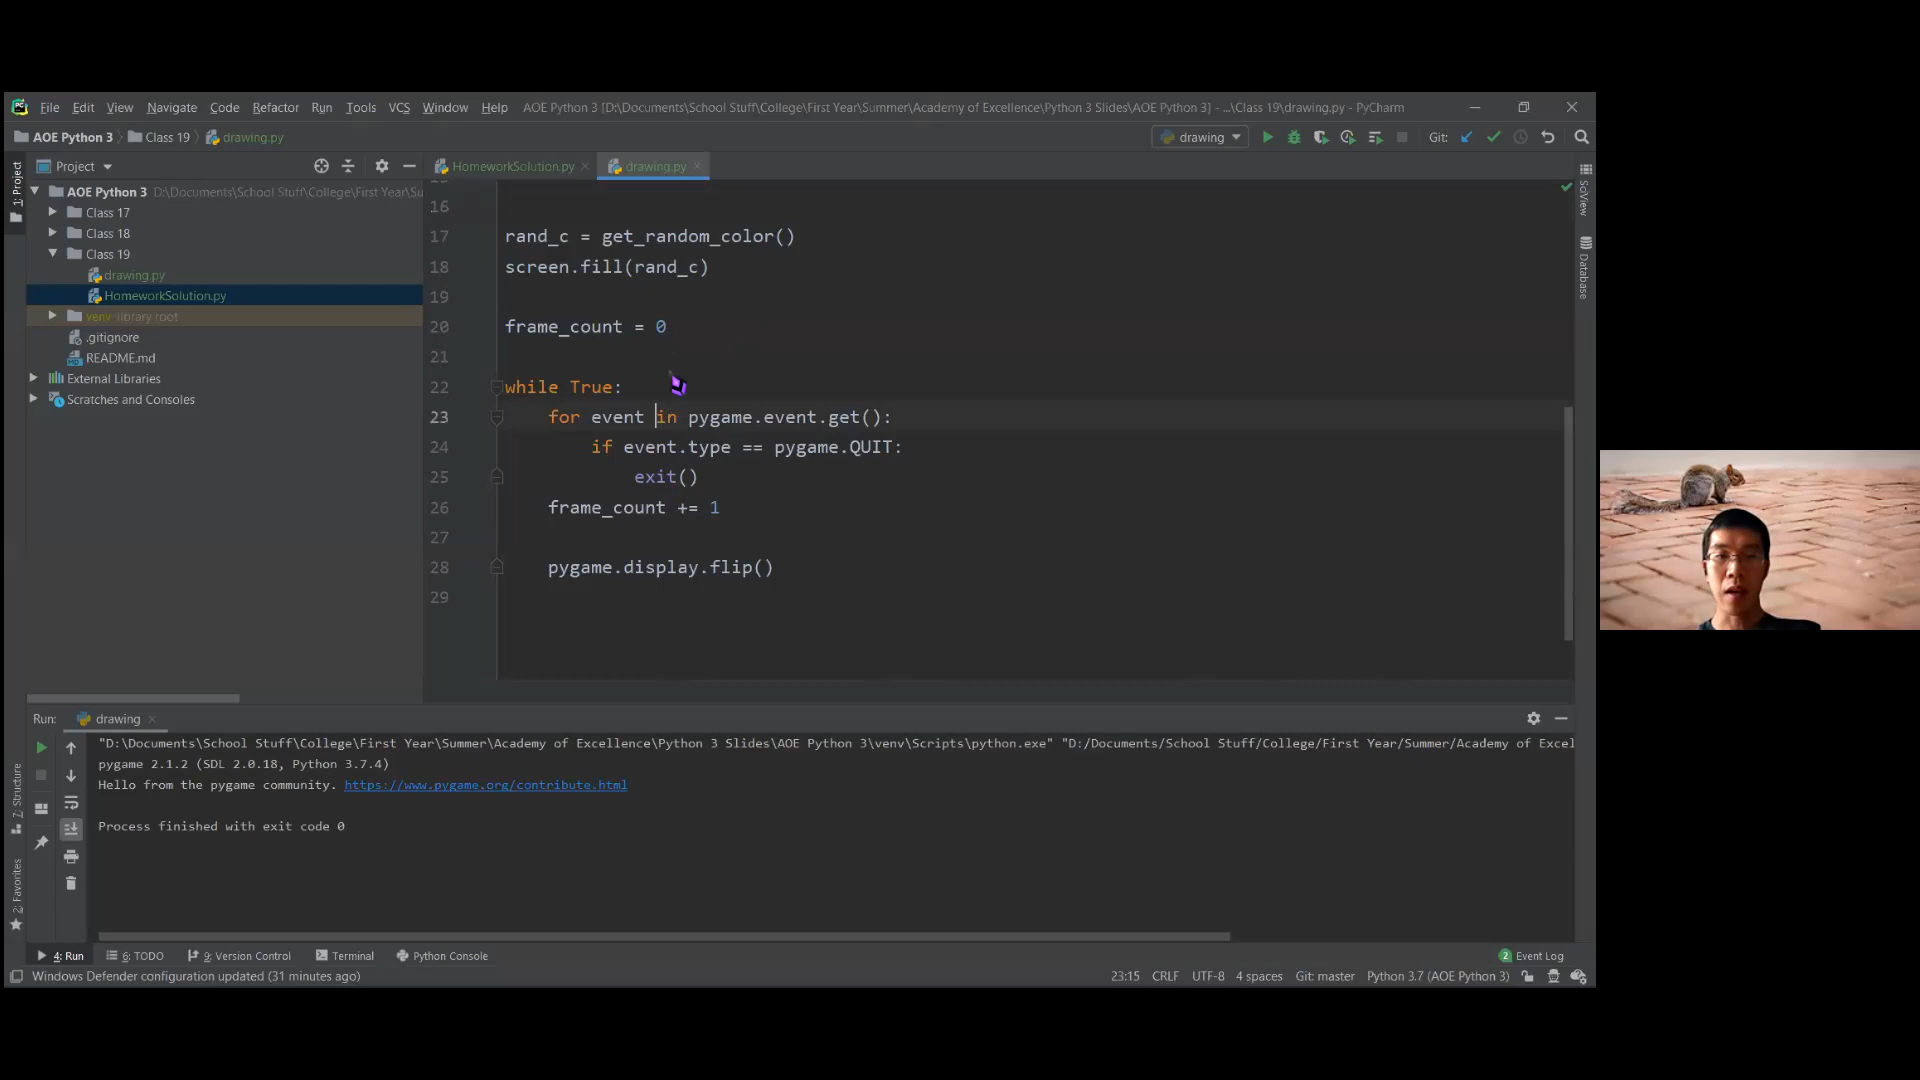 File Edit View Navigate Code Refactor Run Tools VCS Window Help AOE Python 3 [D:\Documents\School Stuff\College\First Year\Summer\Academy of Excellence\Python 3 Slides\AOE Python 3] - ...\Class 19\drawing.py - PyCharm
AOE Python 3 Class 19 drawing.py drawing Git:
Project HomeworkSolution.py drawing.py
1: Project
AOE Python 3 D:\Documents\School Stuff\College\First Year\Su
Class 17
Class 18
Class 19
drawing.py
HomeworkSolution.py
venv library root
.gitignore
README.md
External Libraries
Scratches and Consoles
16
17 rand_c = get_random_color()
18 screen.fill(rand_c)
19
20 frame_count = 0
21
22 while True:
23 for event in pygame.event.get():
24 if event.type == pygame.QUIT:
25 exit()
26 frame_count += 1
27
28 pygame.display.flip()
29
SciView
Database
Run: drawing
"D:\Documents\School Stuff\College\First Year\Summer\Academy of Excellence\Python 3 Slides\AOE Python 3\venv\Scripts\python.exe" "D:/Documents/School Stuff/College/First Year/Summer/Academy of Excel
pygame 2.1.2 (SDL 2.0.18, Python 3.7.4)
Hello from the pygame community. https://www.pygame.org/contribute.html
Process finished with exit code 0
7: Structure
2: Favorites
4: Run 6: TODO 9: Version Control Terminal Python Console 2 Event Log
Windows Defender configuration updated (31 minutes ago) 23:15 CRLF UTF-8 4 spaces Git: master Python 3.7 (AOE Python 3)